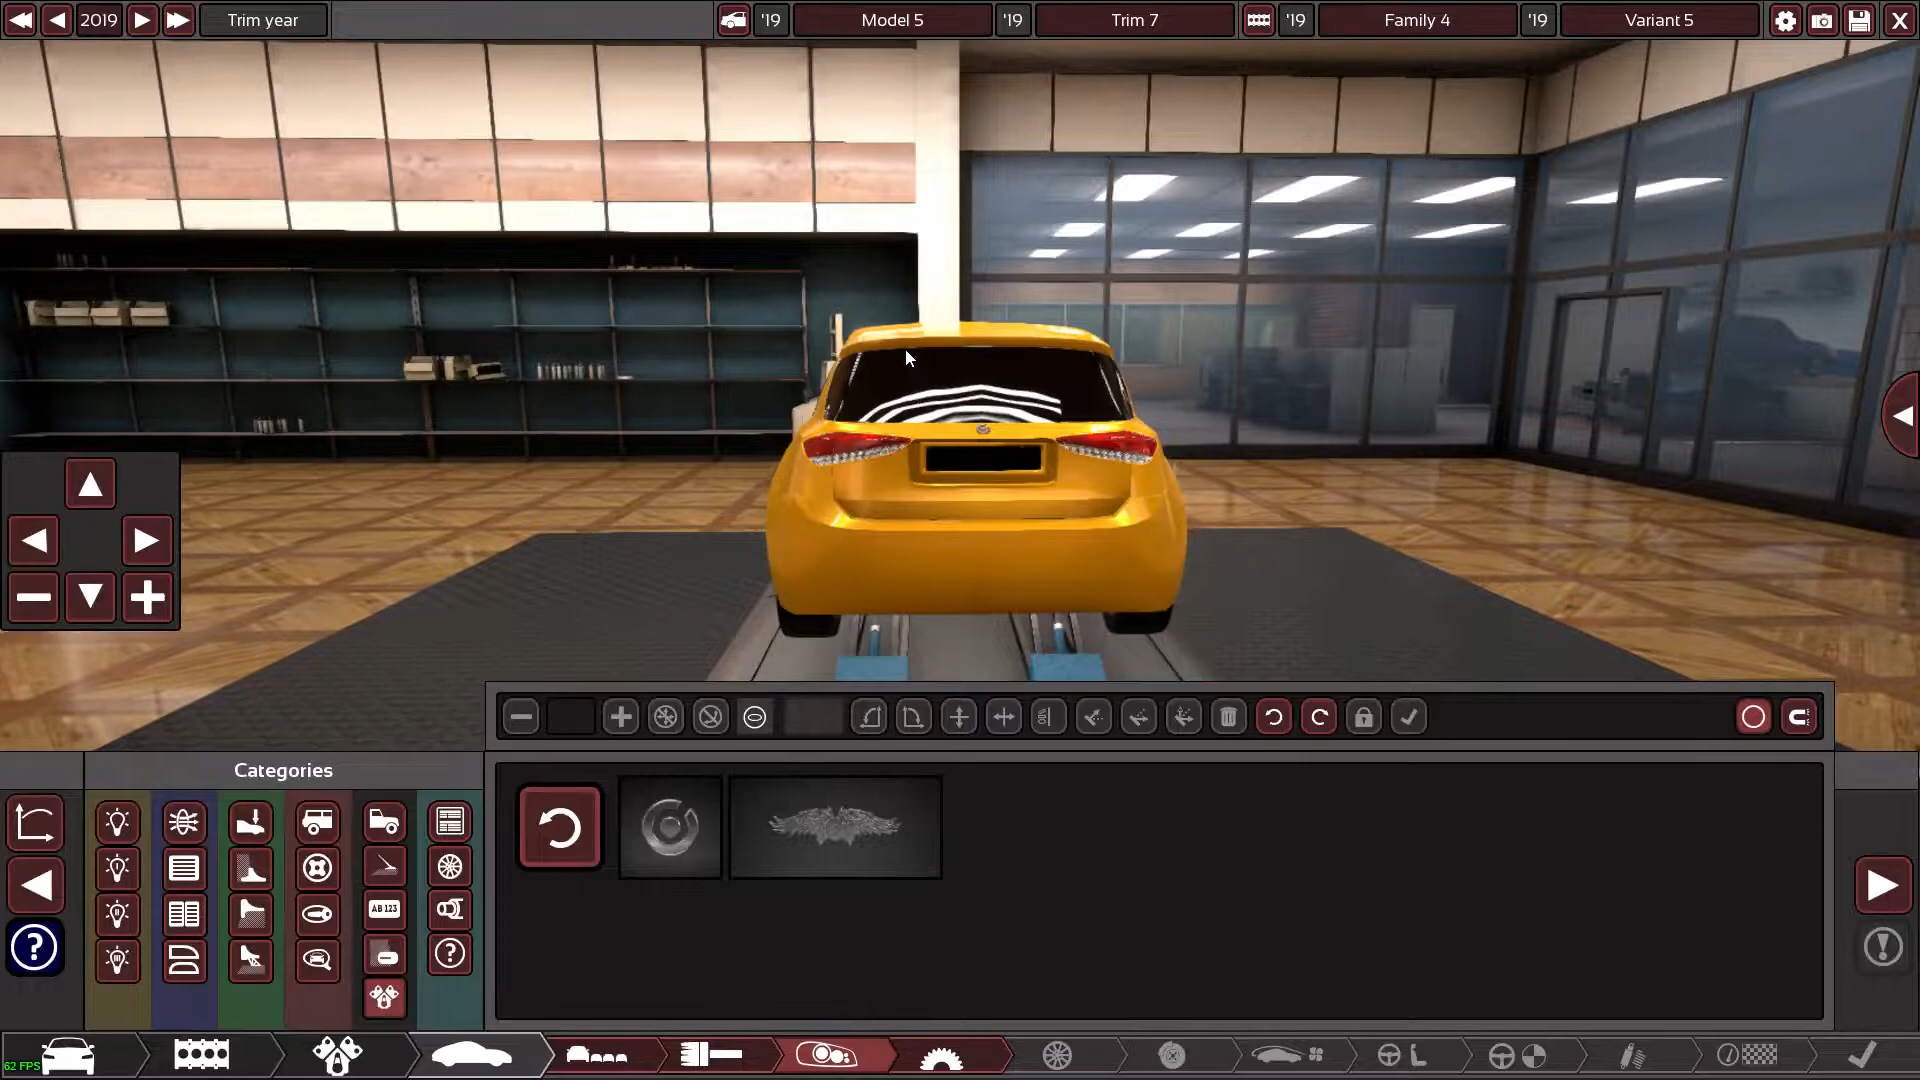 2019 Trim year '19 Model 5 '19 Trim 7 '19 Family 4 '19 Variant 5
Categories
AB 123
62 FPS